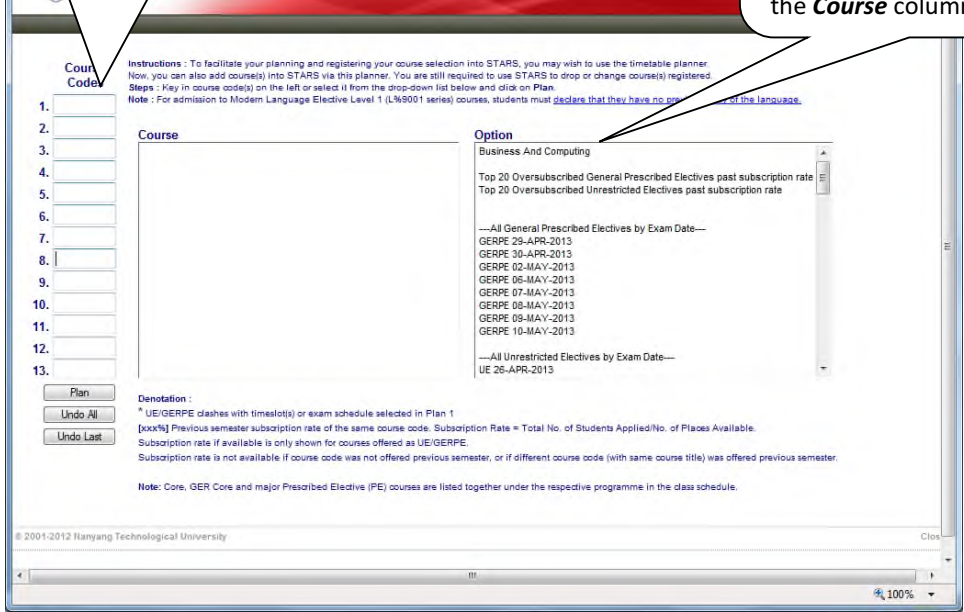 the Course column
Instructions : To facilitate your planning and registering your course selection into STARS, you may wish to use the timetable planner.
Now, you can also add course(s) into STARS via this planner. You are still required to use STARS to drop or change course(s) registered.
Steps : Key in course code(s) on the left or select it from the drop-down list below and click on Plan.
Note : For admission to Modern Language Elective Level 1 (L%9001 series) courses, students must declare that they have no of the language.
1.
2.
3.
4.
5.
6.
7.
8.
9.
10.
11.
12.
13.
Plan
Undo All
Undo Last
Course
Option
Business And Computing
Top 20 Oversubscribed General Prescribed Electives past subscription rate
Top 20 Oversubscribed Unrestricted Electives past subscription rate
---All General Prescribed Electives by Exam Date---
GERPE 29-APR-2013
GERPE 30-APR-2013
GERPE 02-MAY-2013
GERPE 06-MAY-2013
GERPE 07-MAY-2013
GERPE 08-MAY-2013
GERPE 09-MAY-2013
GERPE 10-MAY-2013
---All Unrestricted Electives by Exam Date---
UE 26-APR-2013
Denotation :
* UE/GERPE clashes with timeslot(s) or exam schedule selected in Plan 1
[xxx%] Previous semester subscription rate of the same course code. Subscription Rate = Total No. of Students Applied/No. of Places Available.
Subscription rate if available is only shown for courses offered as UE/GERPE.
Subscription rate is not available if course code was not offered previous semester, or if different course code (with same course title) was offered previous semester.
Note: Core, GER Core and major Prescribed Elective (PE) courses are listed together under the respective programme in the class schedule.
© 2001-2012 Nanyang Technological University
100%